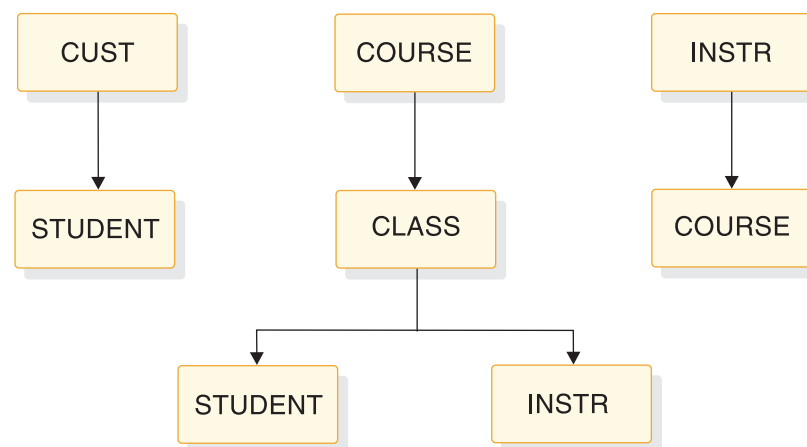 CUST
COURSE
INSTR
STUDENT
CLASS
COURSE
STUDENT
INSTR